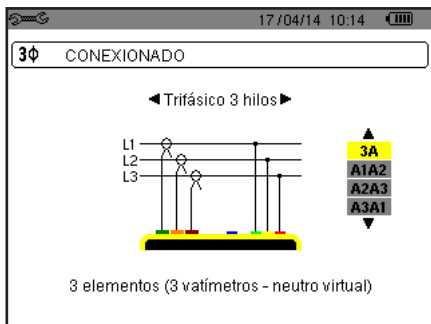 17/04/14 10:14
3ϕ CONEXIONADO
◄Trifásico 3 hilos►
L1
L2
L3
3A
A1A2
A2A3
A3A1
3 elementos (3 vatímetros - neutro virtual)